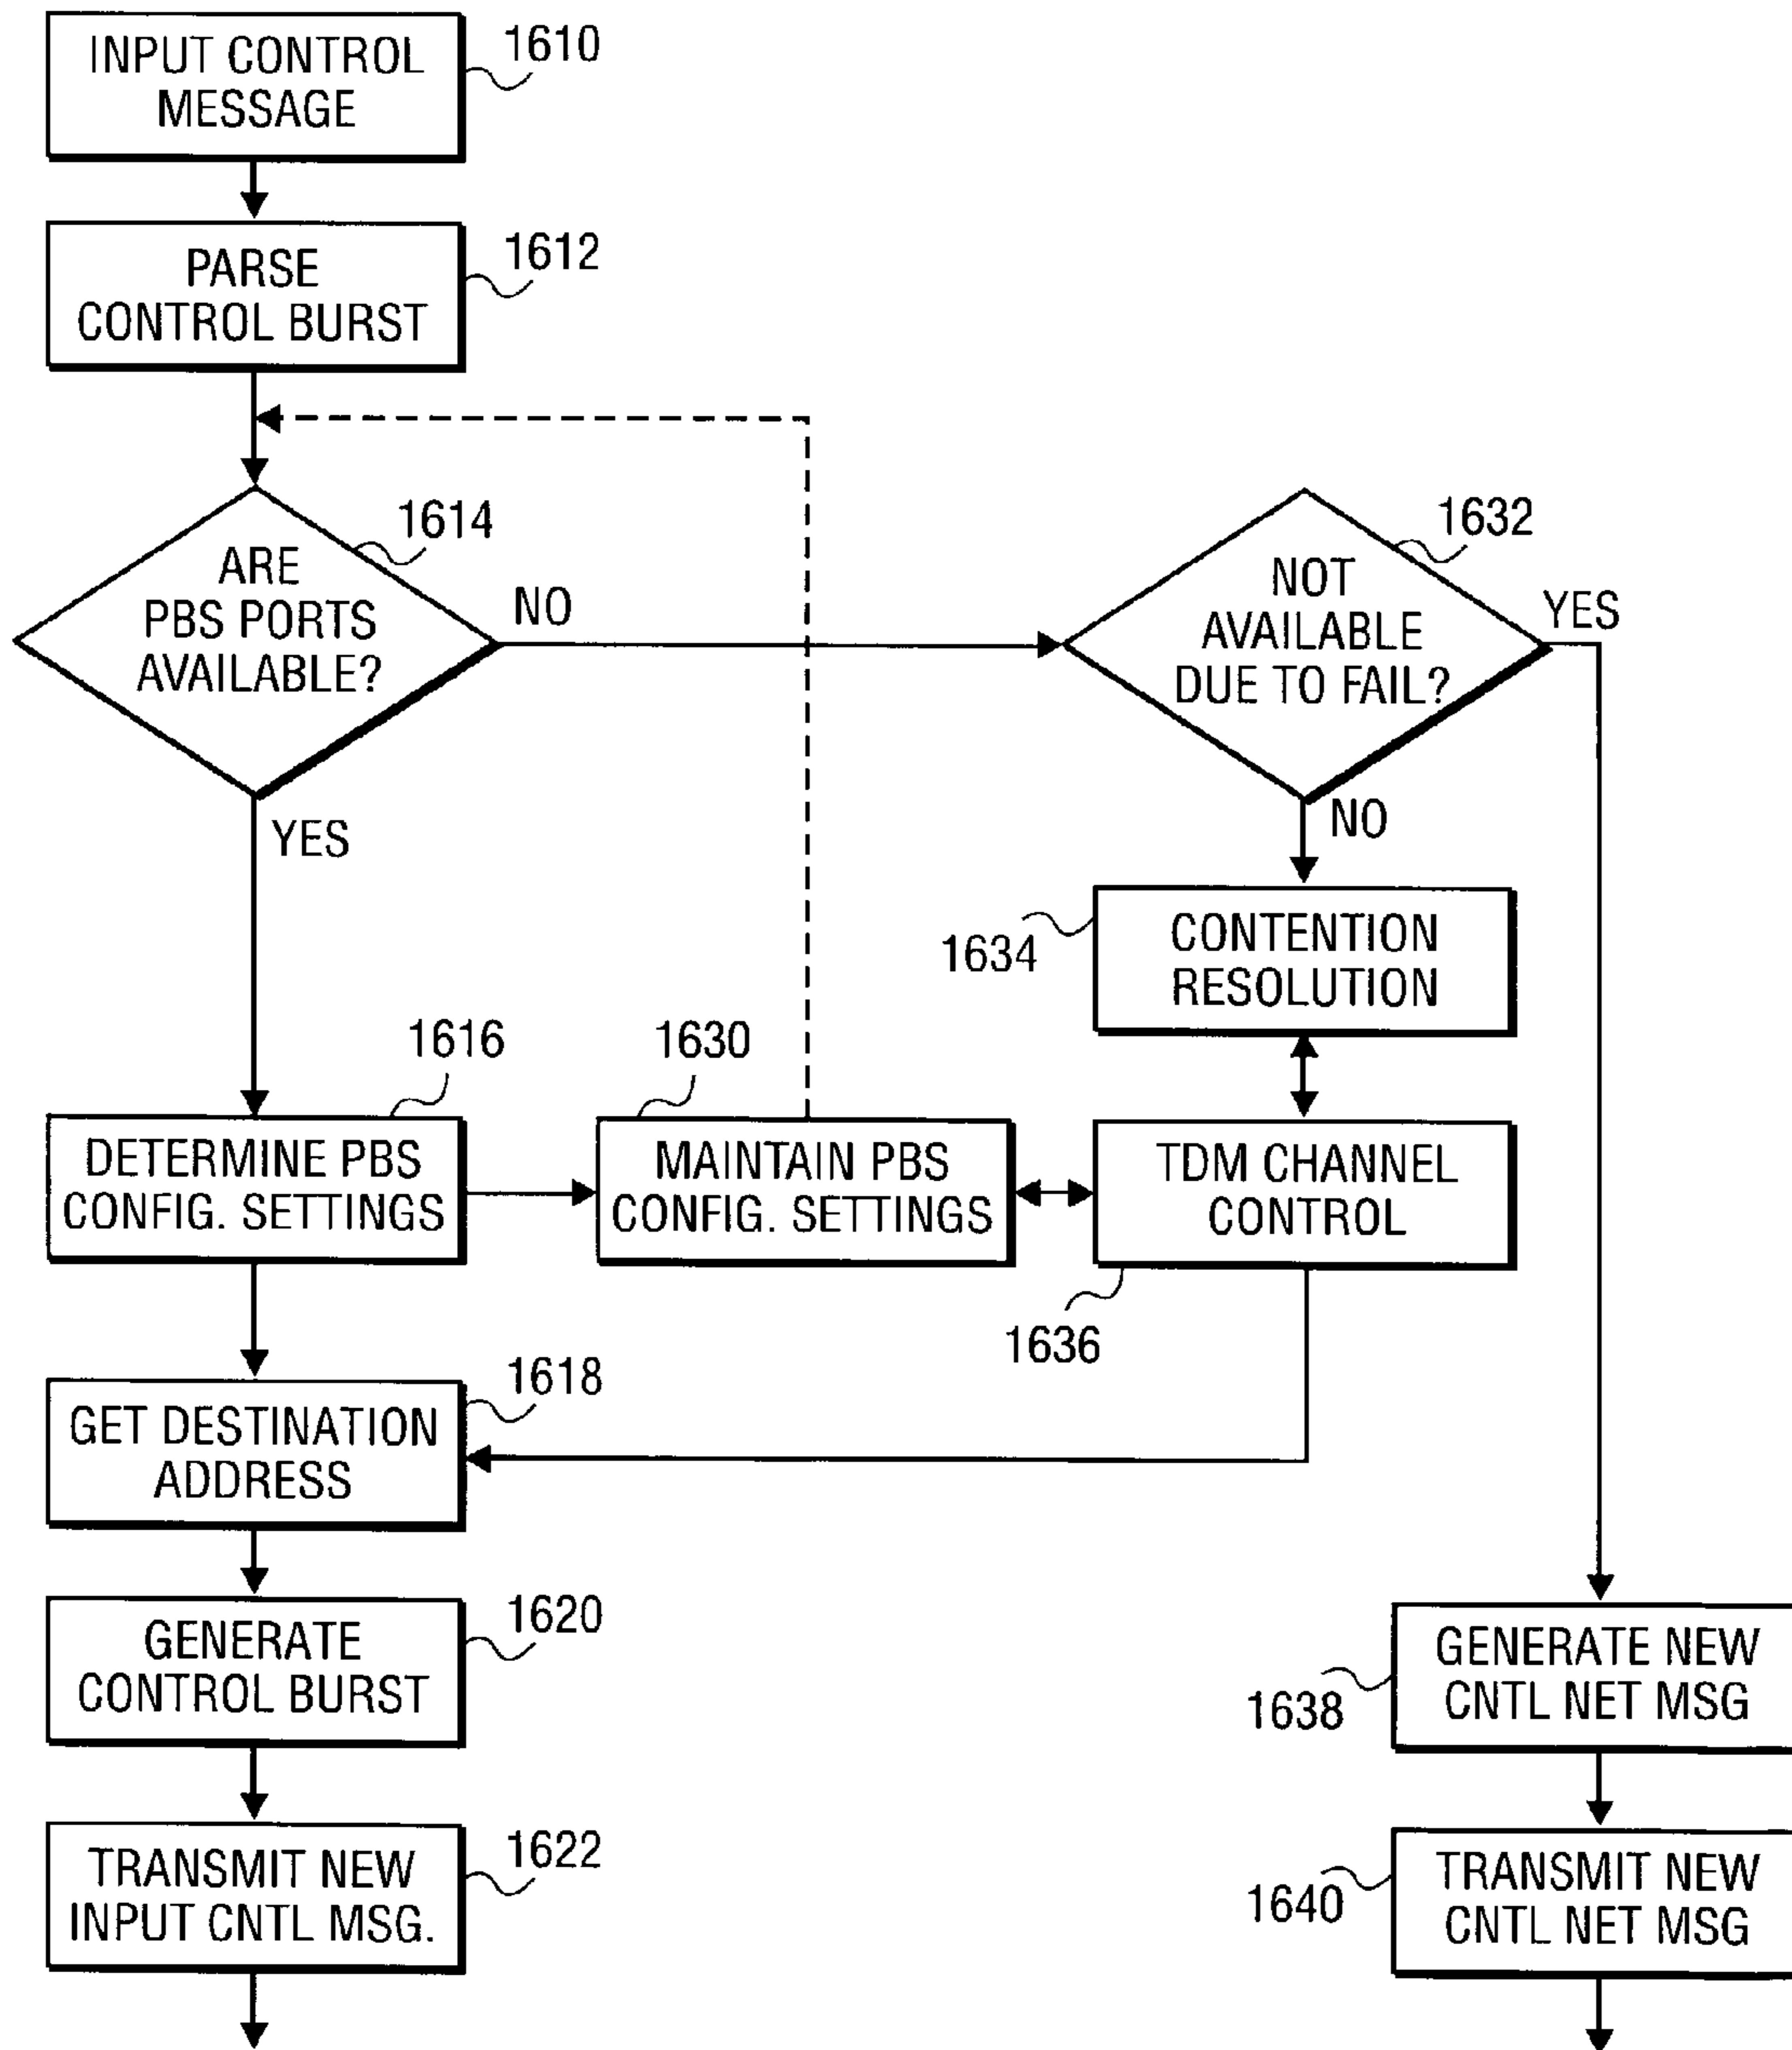 INPUT CONTROL
MESSAGE
1610
PARSE
CONTROL BURST
1612
ARE
PBS PORTS
AVAILABLE?
1614
NO
YES
NOT
AVAILABLE
DUE TO FAIL?
1632
YES
NO
CONTENTION
RESOLUTION
1634
DETERMINE PBS
CONFIG. SETTINGS
1616
MAINTAIN PBS
CONFIG. SETTINGS
1630
TDM CHANNEL
CONTROL
1636
GET DESTINATION
ADDRESS
1618
GENERATE
CONTROL BURST
1620
GENERATE NEW
CNTL NET MSG
1638
TRANSMIT NEW
INPUT CNTL MSG.
1622
TRANSMIT NEW
CNTL NET MSG
1640